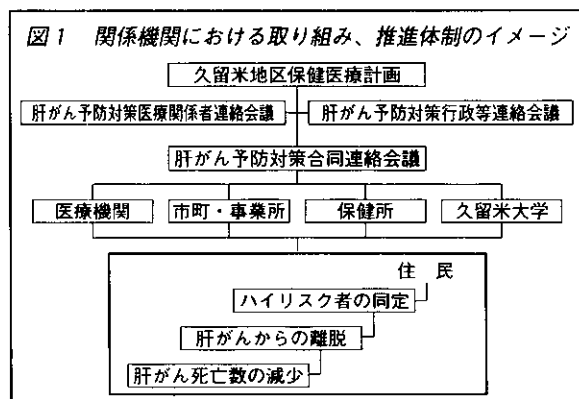 図1 関係機関における取り組み、推進体制のイメージ
久留米地区保健医療計画
肝がん予防対策医療関係者連絡会議 肝がん予防対策行政等連絡会議
肝がん予防対策合同連絡会議
医療機関 市町・事業所 保健所 久留米大学
住 民
ハイリスク者の同定
肝がんからの離脱
肝がん死亡数の減少